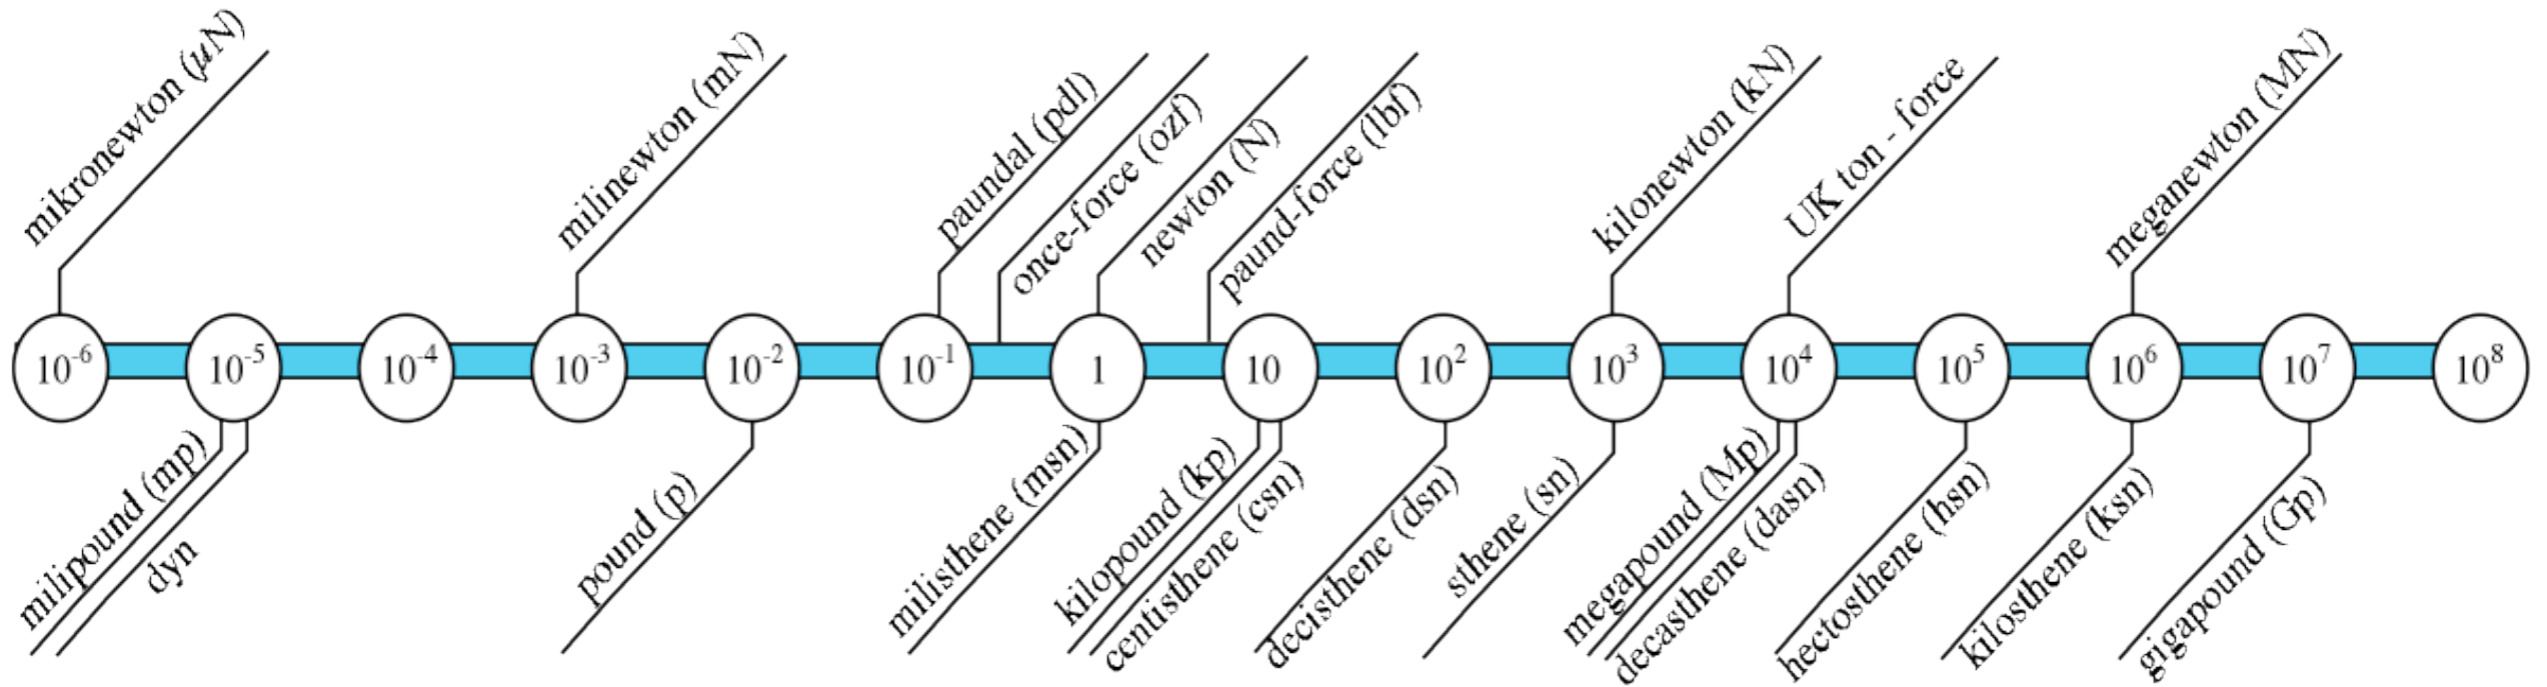 mikronewton (μN)
milinewton (mN)
paundal (pdl)
once-force (ozf)
newton (N)
paund-force (lbf)
kilonewton (kN)
UK ton - force
meganewton (MN)
10⁻⁶
10⁻⁵
10⁻⁴
10⁻³
10⁻²
10⁻¹
1
10
10²
10³
10⁴
10⁵
10⁶
10⁷
10⁸
milipound (mp)
dyn
pound (p)
milisthene (msn)
kilopound (kp)
centisthene (csn)
decisthene (dsn)
sthene (sn)
megapound (Mp)
decasthene (dasn)
hectosthene (hsn)
kilosthene (ksn)
gigapound (Gp)